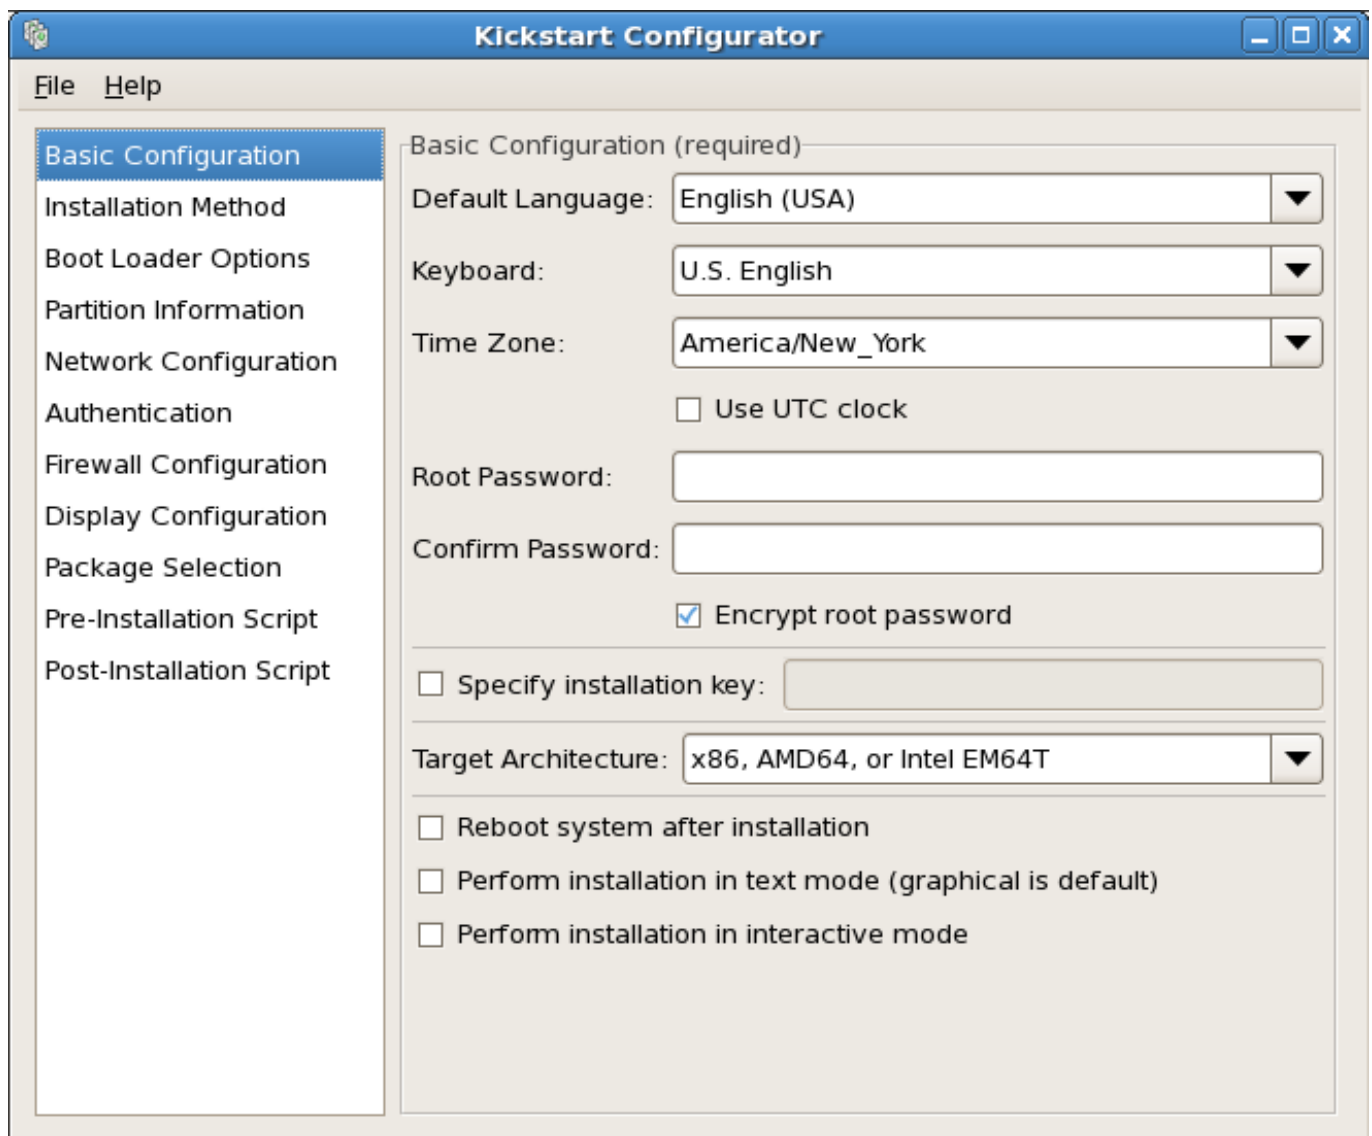 Kickstart Configurator
File Help
Basic Configuration
Installation Method
Boot Loader Options
Partition Information
Network Configuration
Authentication
Firewall Configuration
Display Configuration
Package Selection
Pre-Installation Script
Post-Installation Script
Basic Configuration (required)
Default Language: English (USA)
Keyboard: U.S. English
Time Zone: America/New_York
Use UTC clock
Root Password:
Confirm Password:
Encrypt root password
Specify installation key:
Target Architecture: x86, AMD64, or Intel EM64T
Reboot system after installation
Perform installation in text mode (graphical is default)
Perform installation in interactive mode